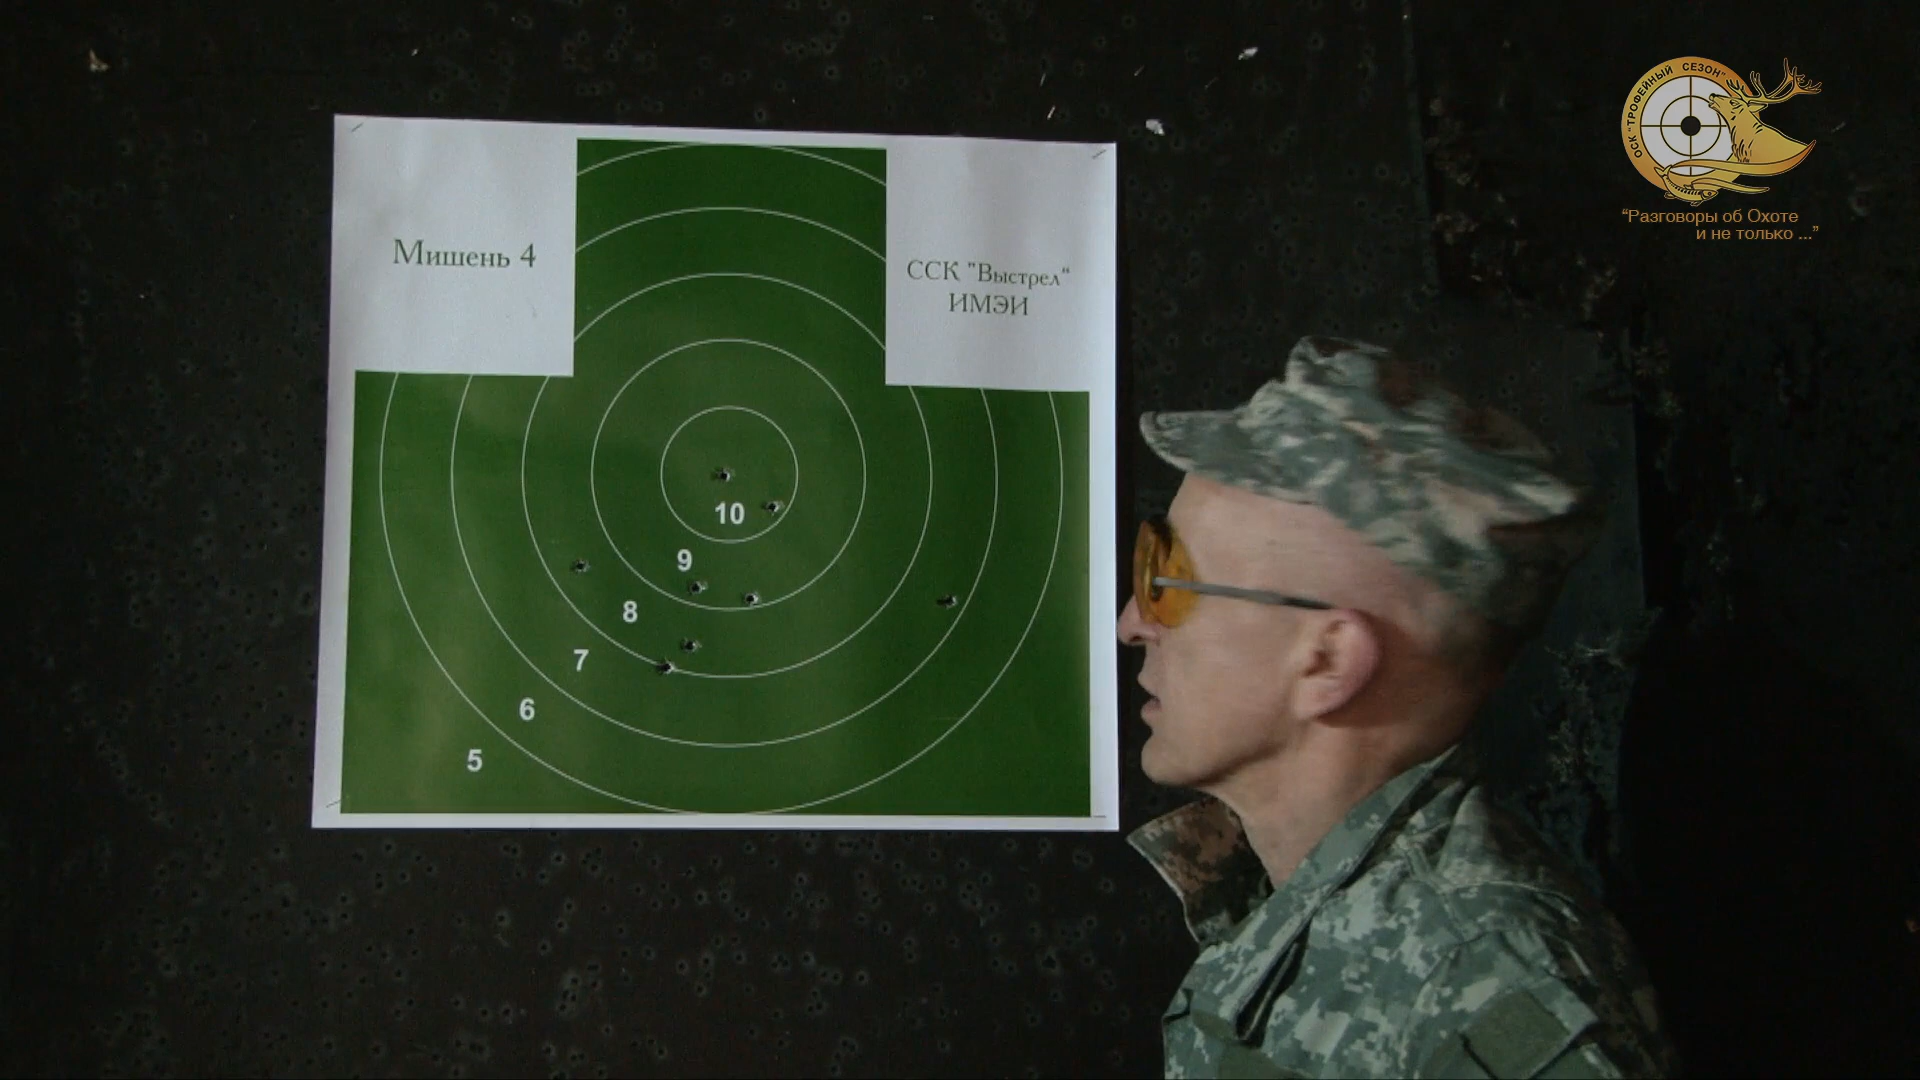 ОСК "ТРОФЕЙНЫЙ СЕЗОН"
"Разговоры об Охоте
и не только ..."
Мишень 4
ССК "Выстрел"
ИМЭИ
10
9
8
7
6
5